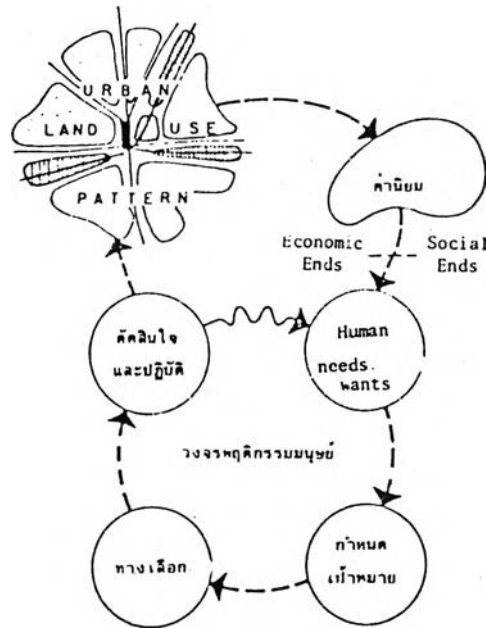 URBAN
LAND USE
PATTERN
ค่านิยม
Economic Social
Ends Ends
ตัดสินใจ
และปฏิบัติ
Human
needs.
wants
วงจรพฤติกรรมมนุษย์
ทางเลือก
กำหนด
เป้าหมาย